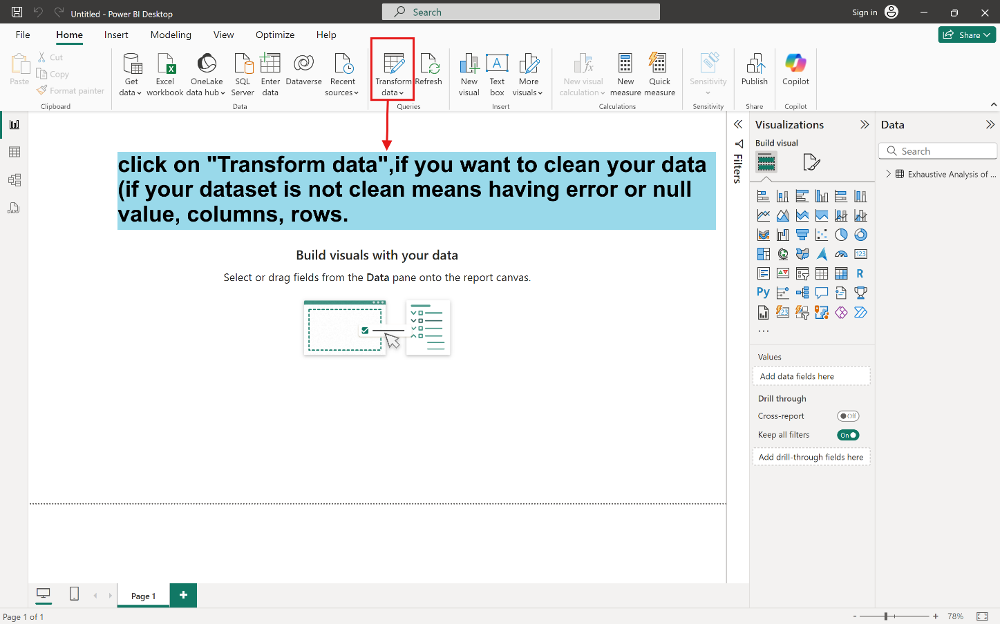 Untitled - Power BI Desktop
Search
Sign in
File Home Insert Modeling View Optimize Help
Share
Paste
Cut
Copy
Format painter
Clipboard
Get data
Excel workbook
OneLake data hub
SQL Server
Enter data
Dataverse
Recent sources
Data
Transform data
Refresh
Queries
New visual
Text box
More visuals
Insert
New visual calculation
New measure
Quick measure
Calculations
Sensitivity
Sensitivity
Publish
Share
Copilot
Copilot
click on "Transform data",if you want to clean your data
(if your dataset is not clean means having error or null
value, columns, rows.
Build visuals with your data
Select or drag fields from the Data pane onto the report canvas.
Filters
Visualizations
Build visual
123
R
Py
123
...
Values
Add data fields here
Drill through
Cross-report
Off
Keep all filters
On
Add drill-through fields here
Data
Search
Exhaustive Analysis of ...
DAX
Page 1
+
Page 1 of 1
- + 78%